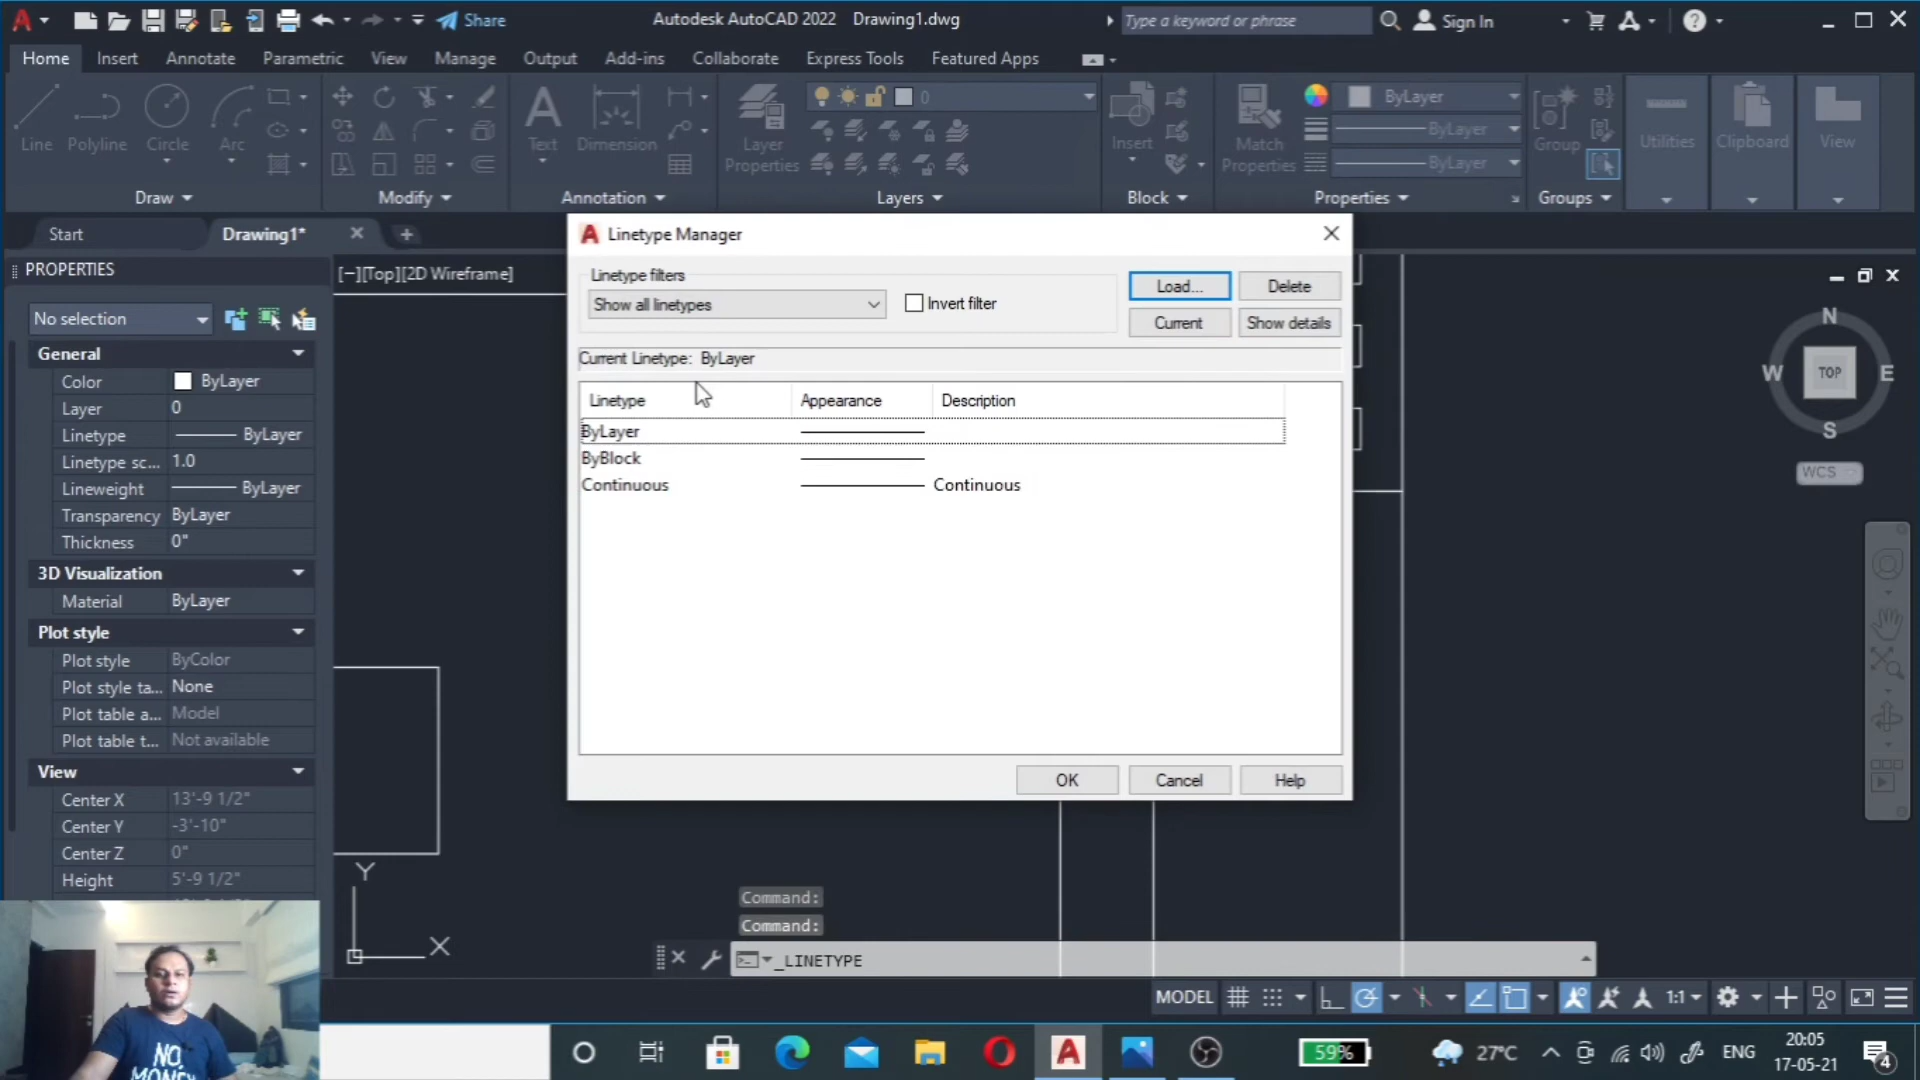 Share
Autodesk AutoCAD 2022 Drawing1.dwg
Type a keyword or phrase
Sign In
Home Insert Annotate Parametric View Manage Output Add-ins Collaborate Express Tools Featured Apps
Line Polyline Circle Arc
Draw
Modify
Text Dimension
Annotation
Layer Properties
0
Layers
Insert
Block
Match Properties
ByLayer
ByLayer
ByLayer
Properties
Group
Groups
Utilities
Clipboard
View
Start Drawing1*
PROPERTIES
No selection
General
Color ByLayer
Layer 0
Linetype ByLayer
Linetype sc... 1.0
Lineweight ByLayer
Transparency ByLayer
Thickness 0"
3D Visualization
Material ByLayer
Plot style
Plot style ByColor
Plot style ta... None
Plot table a... Model
Plot table t... Not available
View
Center X 13'-9 1/2"
Center Y -3'-10"
Center Z 0"
Height 5'-9 1/2"
[−][Top][2D Wireframe]
Linetype Manager
Linetype filters
Show all linetypes
Invert filter
Load... Delete
Current Show details
Current Linetype: ByLayer
Linetype Appearance Description
ByLayer
ByBlock
Continuous Continuous
OK Cancel Help
N
W TOP E
S
WCS
Y
X
Command:
Command:
_LINETYPE
MODEL
1:1
NO,
MONEY
59%
27°C
ENG
20:05
17-05-21
4